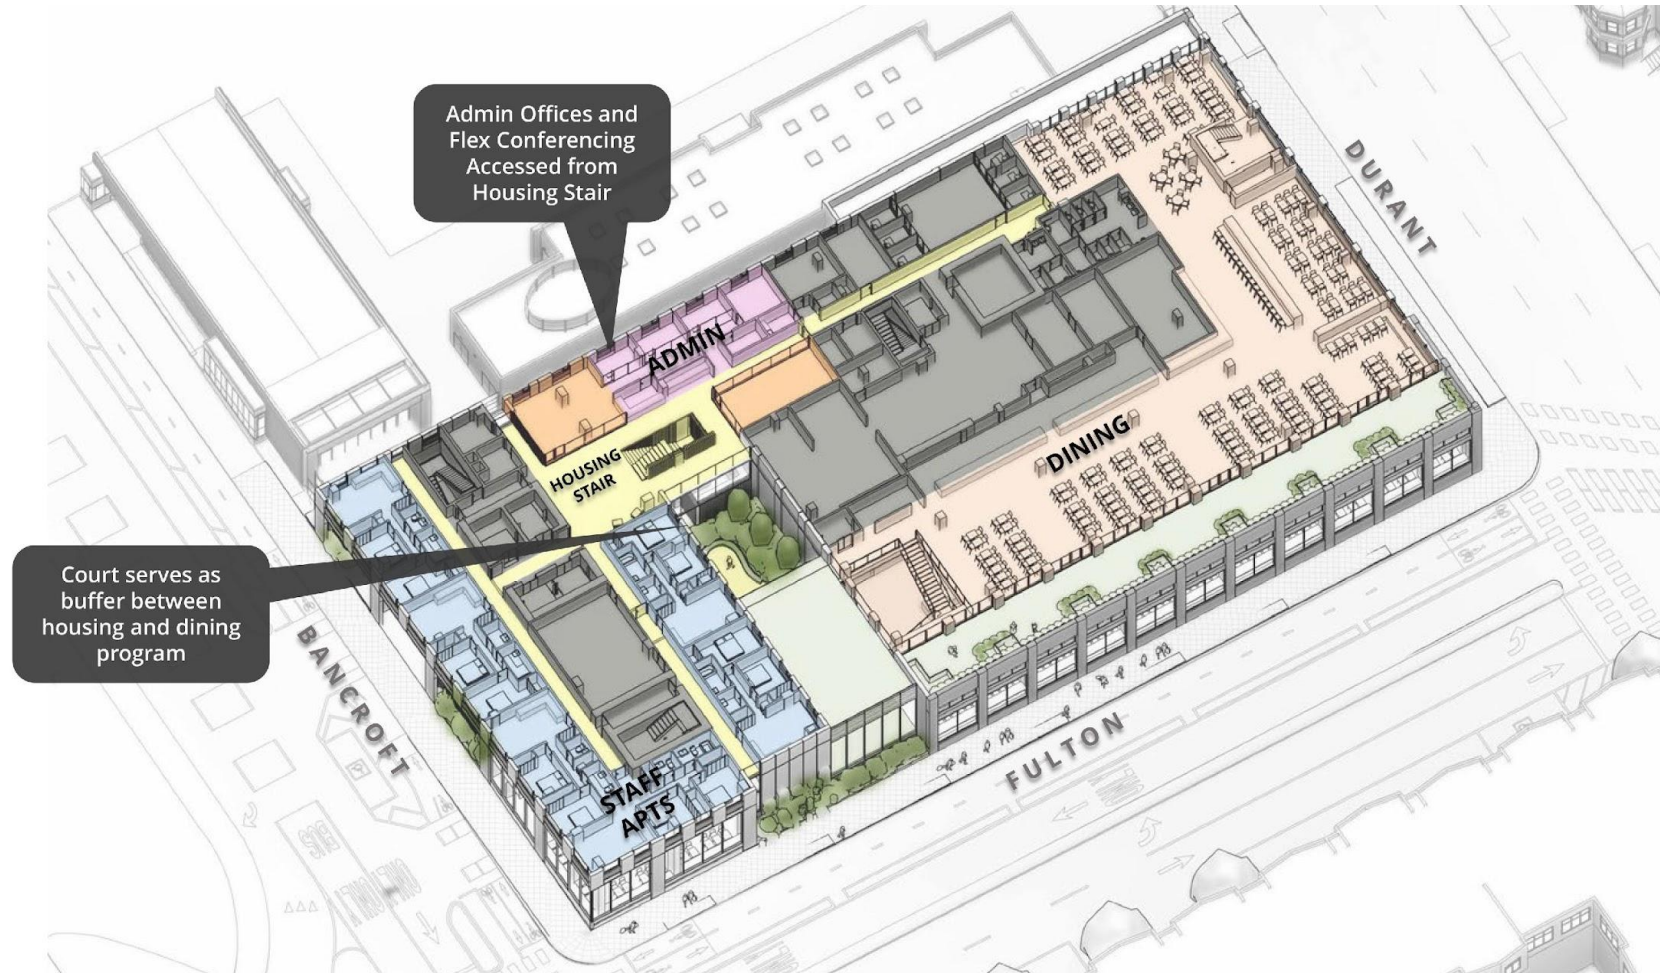 Admin Offices and
Flex Conferencing
Accessed from
Housing Stair
DURANT
ADMIN
HOUSING
STAIR
DINING
Court serves as
buffer between
housing and dining
program
BANCROFT
FULTON
STAFF
APTS
BUS